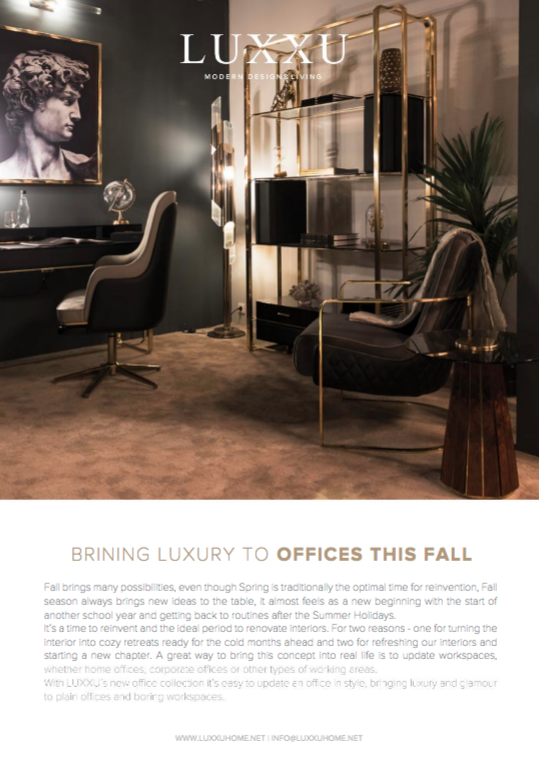 LUXXU
MODERN DESIGN & LIVING
BRINING LUXURY TO OFFICES THIS FALL
Fall brings many possibilities, even though Spring is traditionally the optimal time for reinvention, Fall
season always brings new ideas to the table, it almost feels as a new beginning with the start of
another school year and getting back to routines after the Summer Holidays.
It's a time to reinvent and the ideal period to renovate interiors. For two reasons - one for turning the
interior into cozy retreats ready for the cold months ahead and two for refreshing our interiors and
starting a new chapter. A great way to bring this concept into real life is to update workspaces,
whether home offices, corporate offices or other types of working areas.
With LUXXU's new office collection it's easy to update an office in style, bringing luxury and glamour
to plain offices and boring workspaces.
WWW.LUXXUHOME.NET | INFO@LUXXUHOME.NET